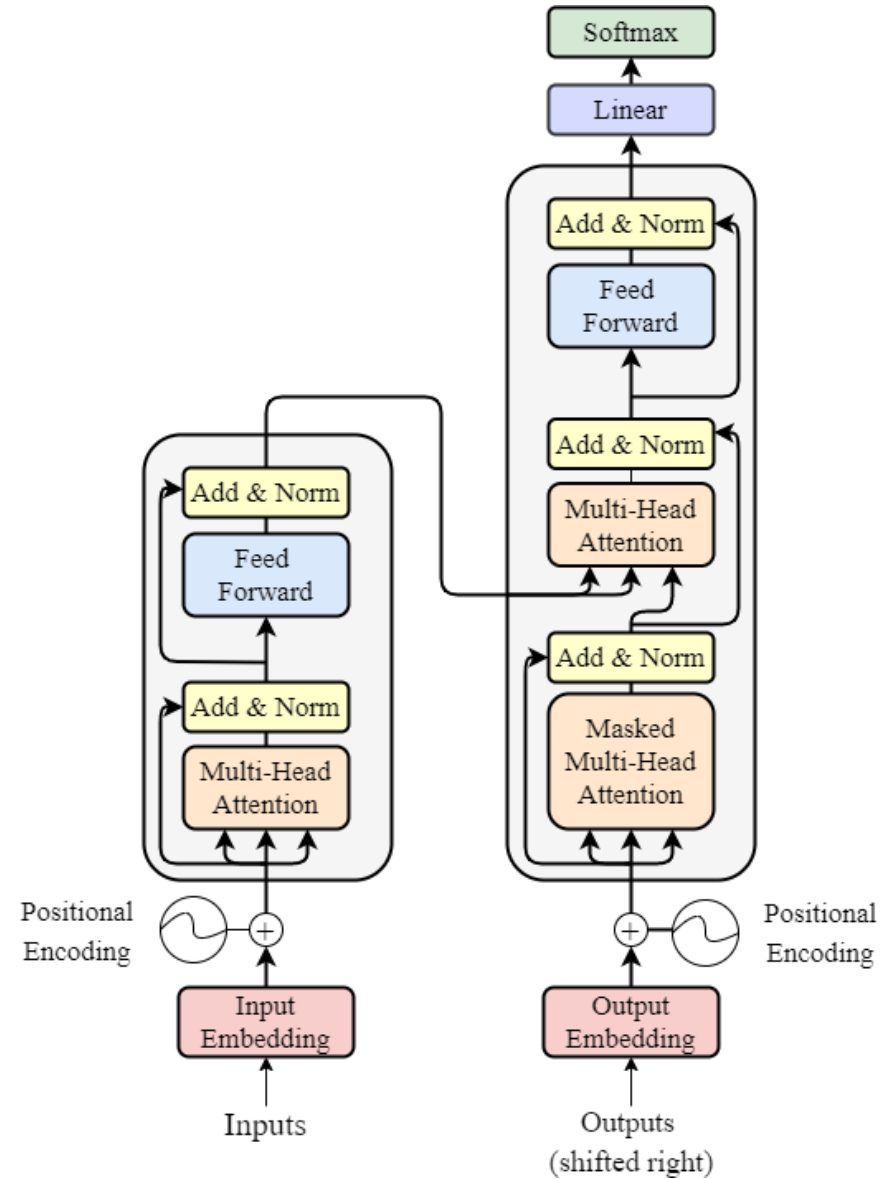 Softmax
Linear
Add & Norm
Feed
Forward
Add & Norm
Multi-Head
Attention
Add & Norm
Masked
Multi-Head
Attention
Add & Norm
Feed
Forward
Add & Norm
Multi-Head
Attention
Positional
Encoding
+
+
Positional
Encoding
Input
Embedding
Output
Embedding
Inputs
Outputs
(shifted right)